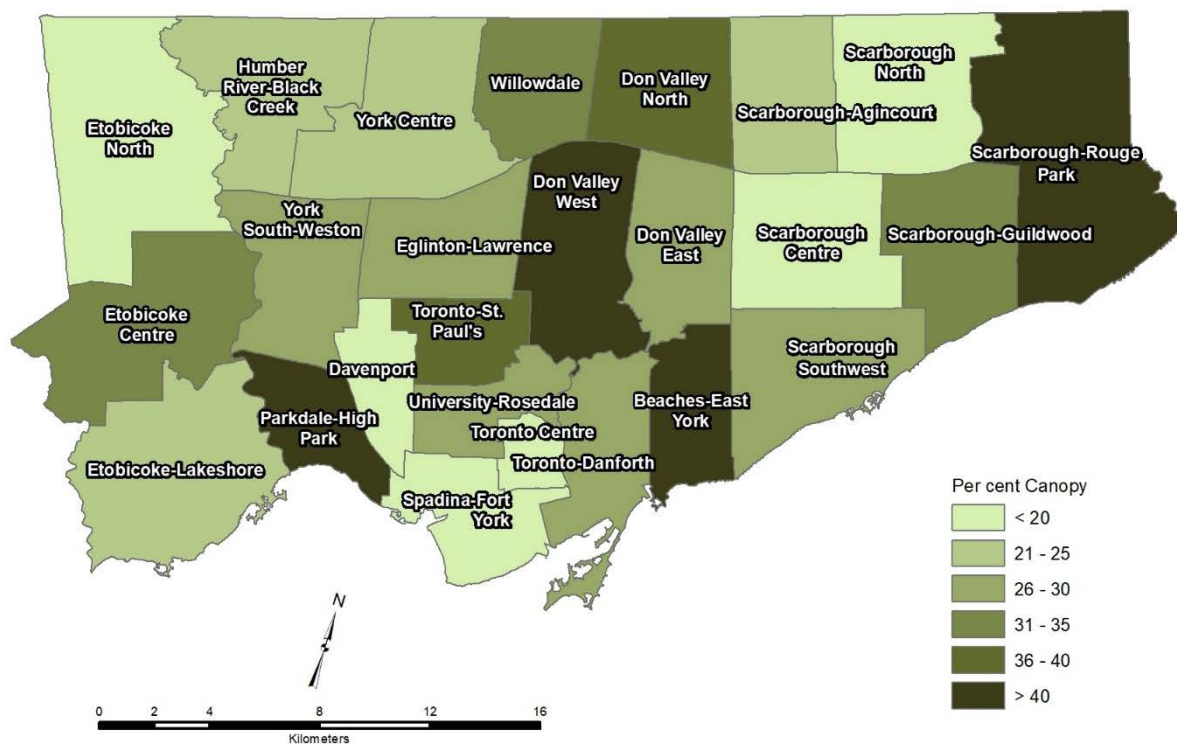 Humber
River-Black
Creek
Willowdale
Don Valley
North
Scarborough
North
York Centre
Scarborough-Agincourt
Etobicoke
North
Scarborough-Rouge
Park
Don Valley
West
York
South-Weston
Eglinton-Lawrence
Don Valley
East
Scarborough
Centre
Scarborough-Guildwood
Etobicoke
Centre
Toronto-St.
Paul's
Davenport
Scarborough
Southwest
University-Rosedale
Beaches-East
York
Parkdale-High
Park
Toronto Centre
Etobicoke-Lakeshore
Toronto-Danforth
Spadina-Fort
York
Per cent Canopy
< 20
21 - 25
26 - 30
31 - 35
36 - 40
> 40
N
0 2 4 8 12 16
Kilometers